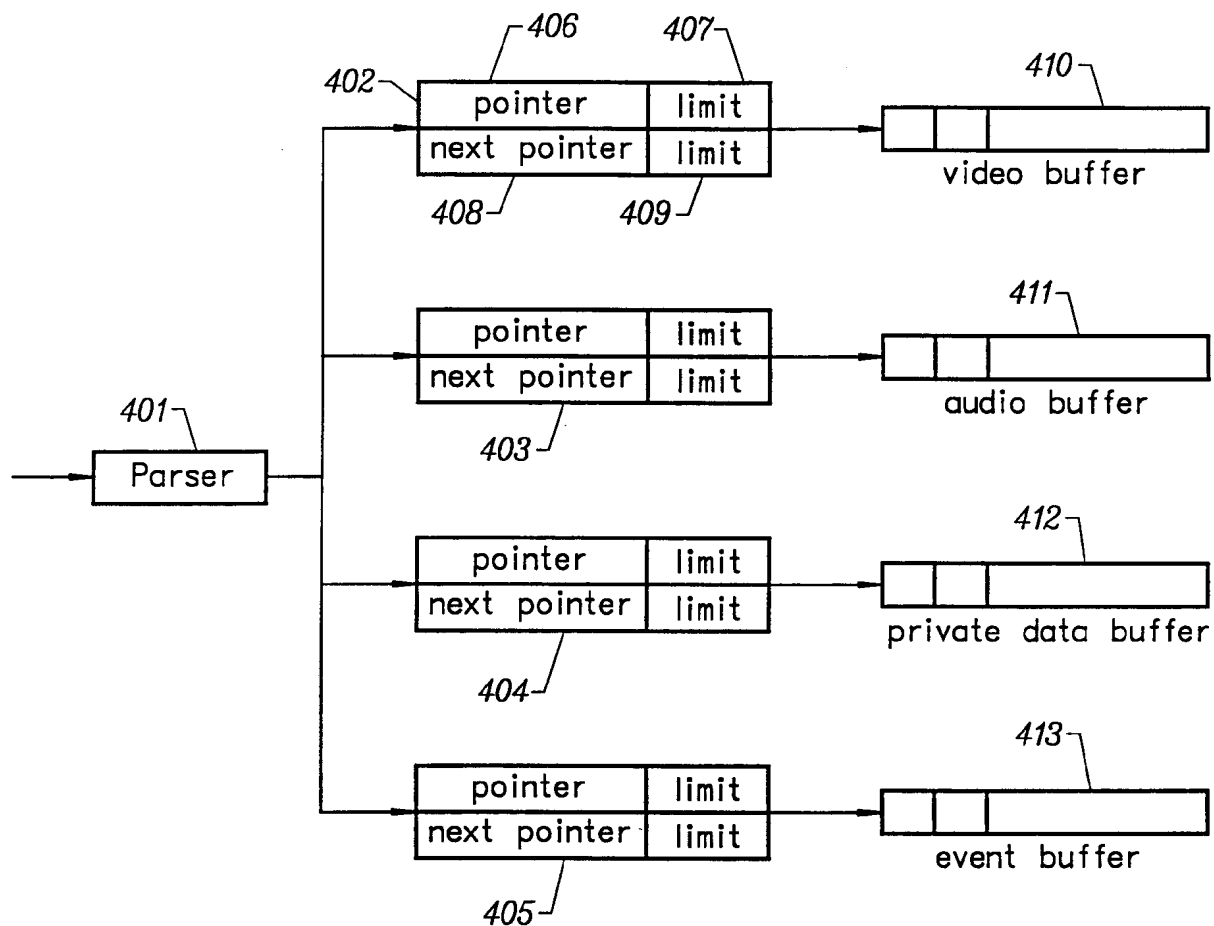 406
407
402
pointer limit
next pointer limit
408
409
410
video buffer
pointer limit
next pointer limit
403
411
audio buffer
401
Parser
pointer limit
next pointer limit
404
412
private data buffer
pointer limit
next pointer limit
405
413
event buffer